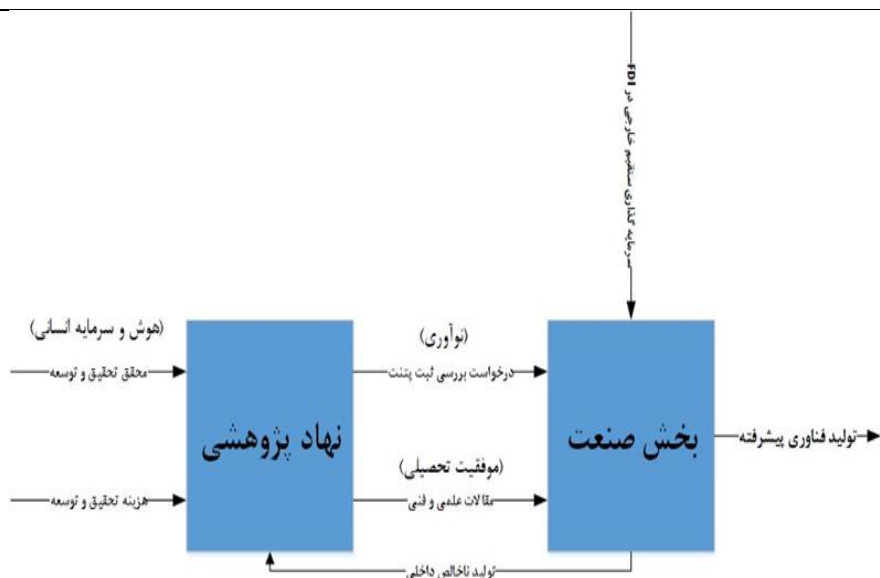 سرمایه گذاری مستقیم خارجی در FDI
(هوش و سرمایه انسانی)
محقق تحقیق و توسعه
هزینه تحقیق و توسعه
نهاد پژوهشی
(نوآوری)
درخواست بررسی ثبت پتنت
(موفقیت تحصیلی)
مقالات علمی و فنی
بخش صنعت
تولید فناوری پیشرفته
تولید ناخالص داخلی